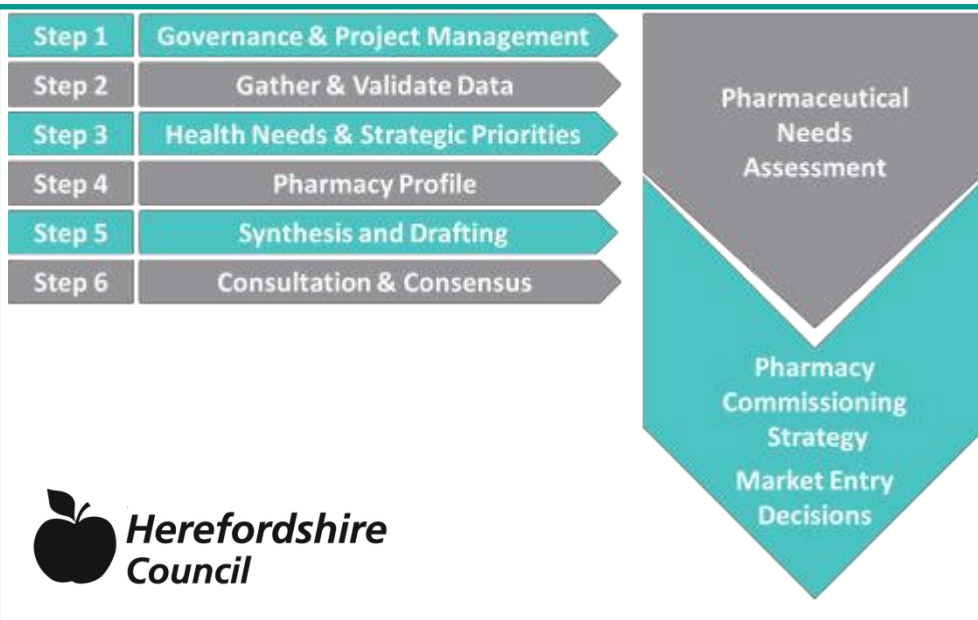 Step 1 Governance & Project Management
Step 2 Gather & Validate Data
Step 3 Health Needs & Strategic Priorities
Step 4 Pharmacy Profile
Step 5 Synthesis and Drafting
Step 6 Consultation & Consensus
Pharmaceutical
Needs
Assessment
Pharmacy
Commissioning
Strategy
Market Entry
Decisions
Herefordshire
Council